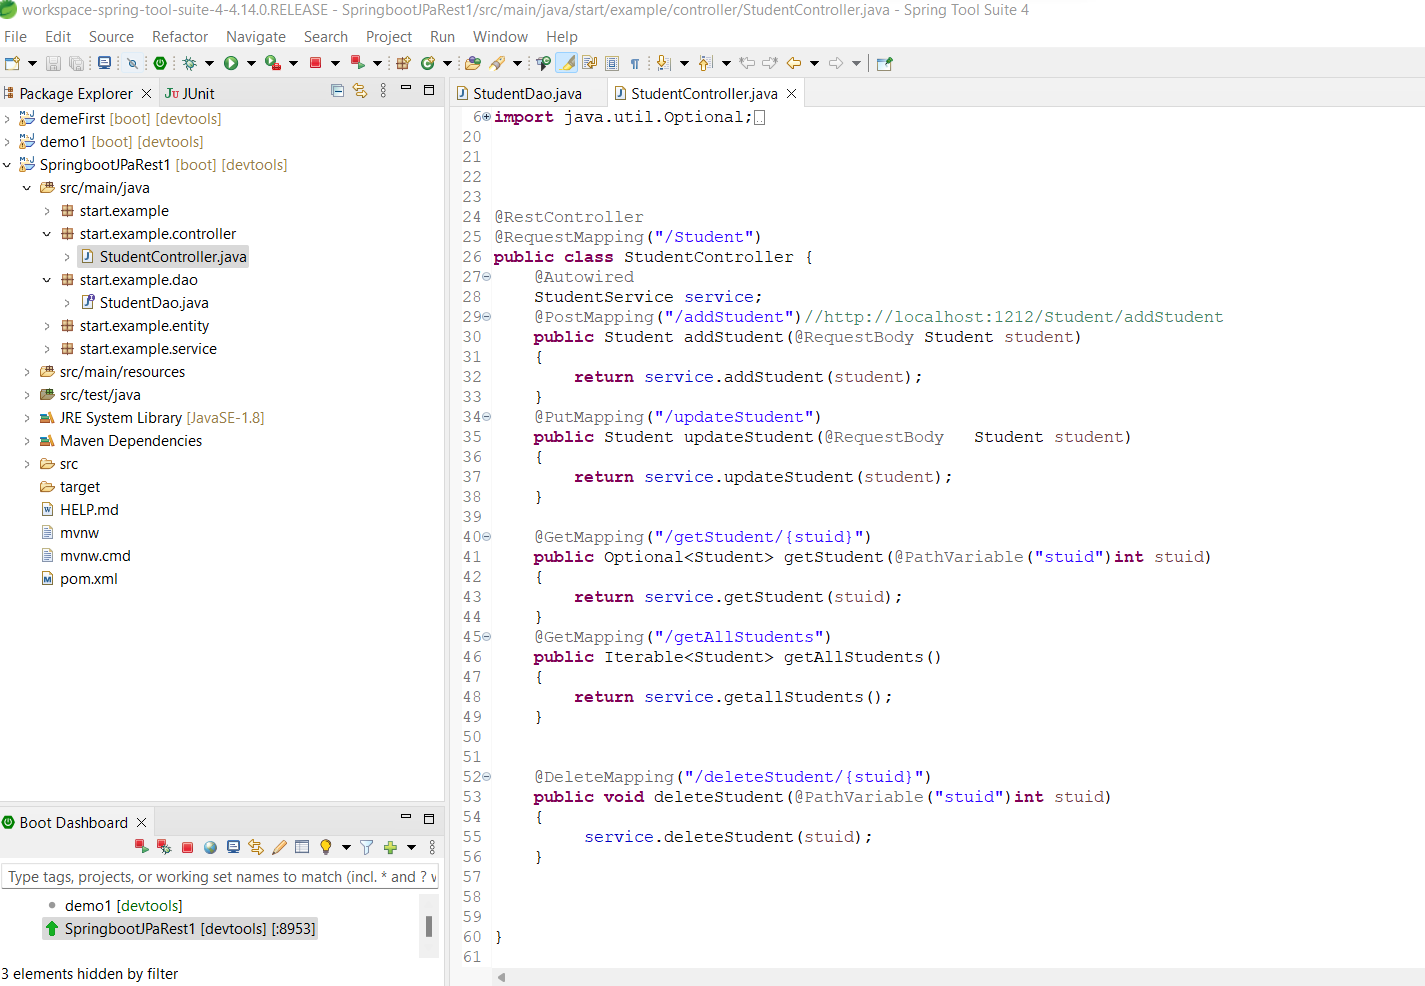 workspace-spring-tool-suite-4-4.14.0.RELEASE - SpringbootJPaRest1/src/main/java/start/example/controller/StudentController.java - Spring Tool Suite 4
File Edit Source Refactor Navigate Search Project Run Window Help
Package Explorer
JUnit
demeFirst [boot] [devtools]
demo1 [boot] [devtools]
SpringbootJPaRest1 [boot] [devtools]
src/main/java
start.example
start.example.controller
StudentController.java
start.example.dao
StudentDao.java
start.example.entity
start.example.service
src/main/resources
src/test/java
JRE System Library [JavaSE-1.8]
Maven Dependencies
src
target
HELP.md
mvnw
mvnw.cmd
pom.xml
Boot Dashboard
Type tags, projects, or working set names to match (incl. * and ? w
demo1 [devtools]
SpringbootJPaRest1 [devtools] [:8953]
3 elements hidden by filter
StudentDao.java
StudentController.java
6 import java.util.Optional;
20
21
22
23
24 @RestController
25 @RequestMapping("/Student")
26 public class StudentController {
27 @Autowired
28 StudentService service;
29 @PostMapping("/addStudent")//http://localhost:1212/Student/addStudent
30 public Student addStudent(@RequestBody Student student)
31 {
32 return service.addStudent(student);
33 }
34 @PutMapping("/updateStudent")
35 public Student updateStudent(@RequestBody   Student student)
36 {
37 return service.updateStudent(student);
38 }
39
40 @GetMapping("/getStudent/{stuid}")
41 public Optional<Student> getStudent(@PathVariable("stuid")int stuid)
42 {
43 return service.getStudent(stuid);
44 }
45 @GetMapping("/getAllStudents")
46 public Iterable<Student> getAllStudents()
47 {
48 return service.getallStudents();
49 }
50
51
52 @DeleteMapping("/deleteStudent/{stuid}")
53 public void deleteStudent(@PathVariable("stuid")int stuid)
54 {
55 service.deleteStudent(stuid);
56 }
57
58
59
60 }
61